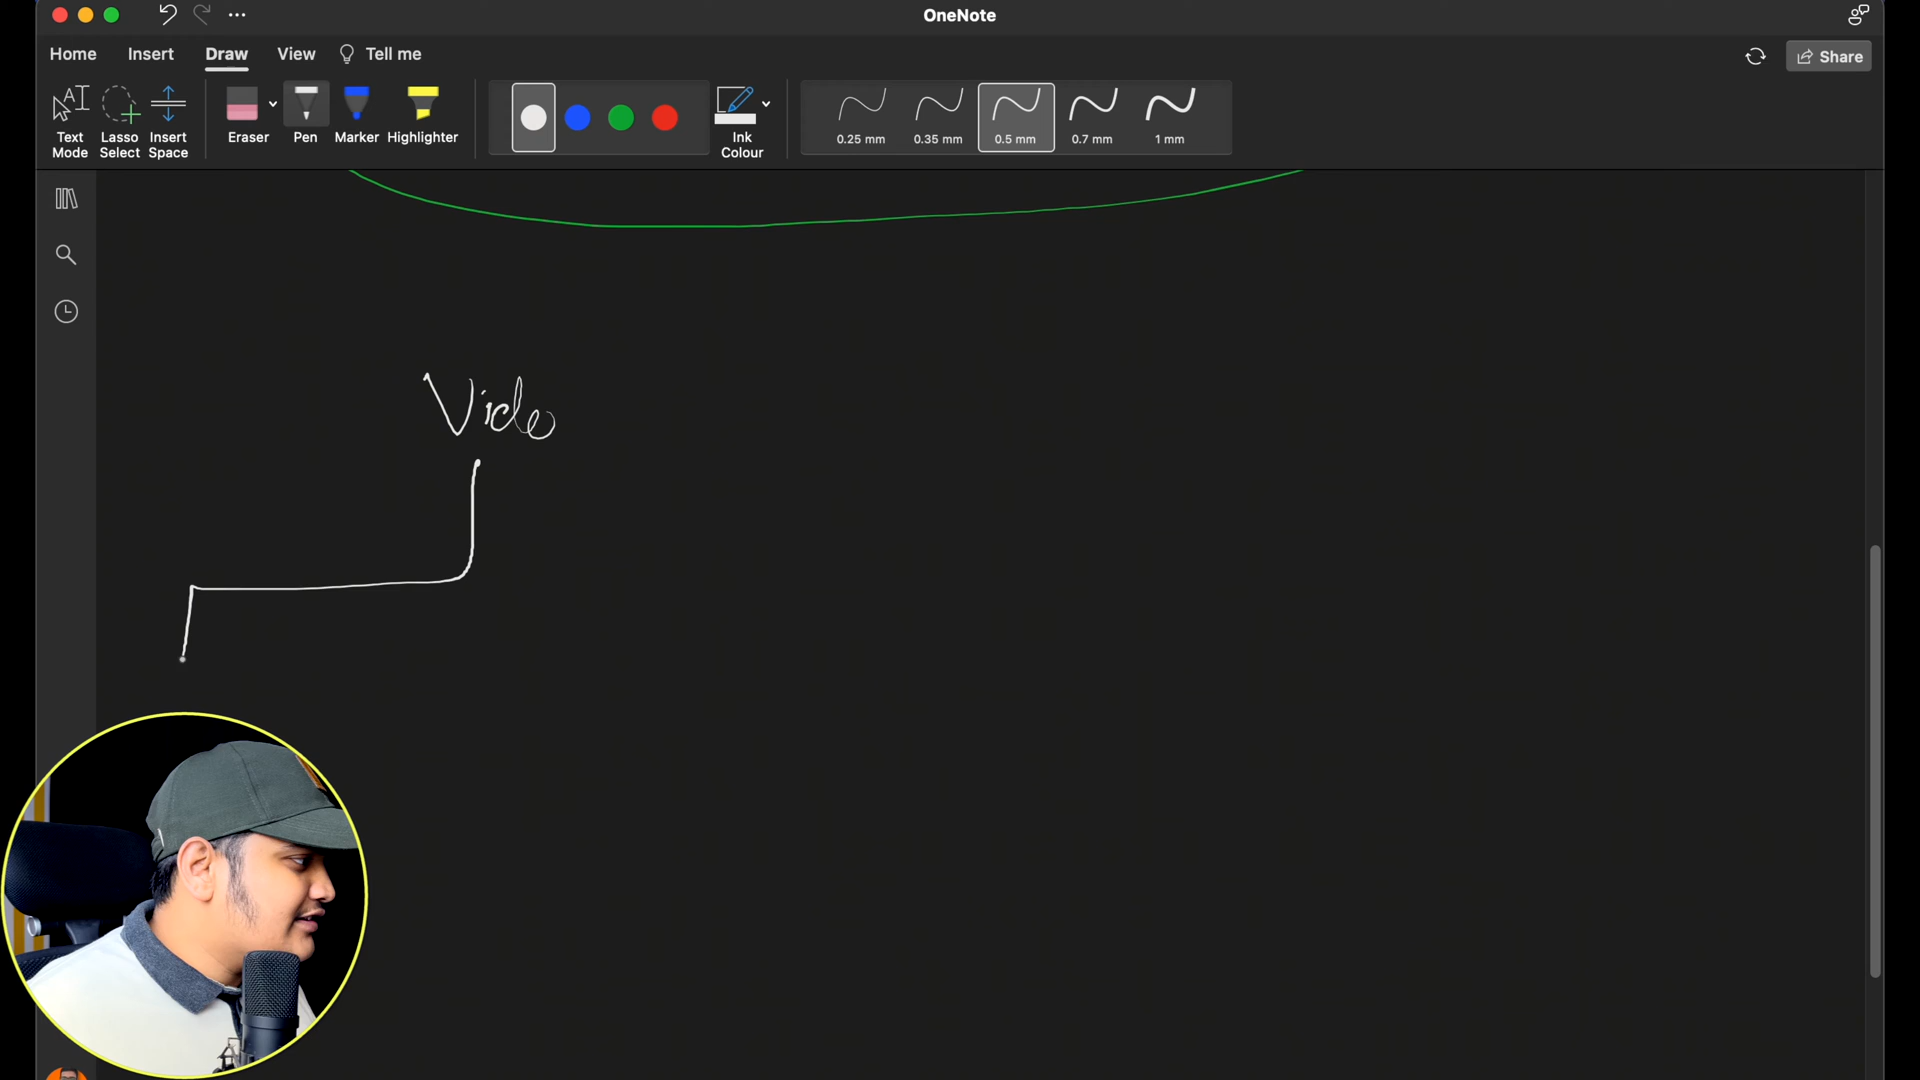 OneNote
Home Insert Draw View Tell me
Share
Text Mode
Lasso Select
Insert Space
Eraser
Pen
Marker
Highlighter
Ink Colour
0.25 mm
0.35 mm
0.5 mm
0.7 mm
1 mm
Video